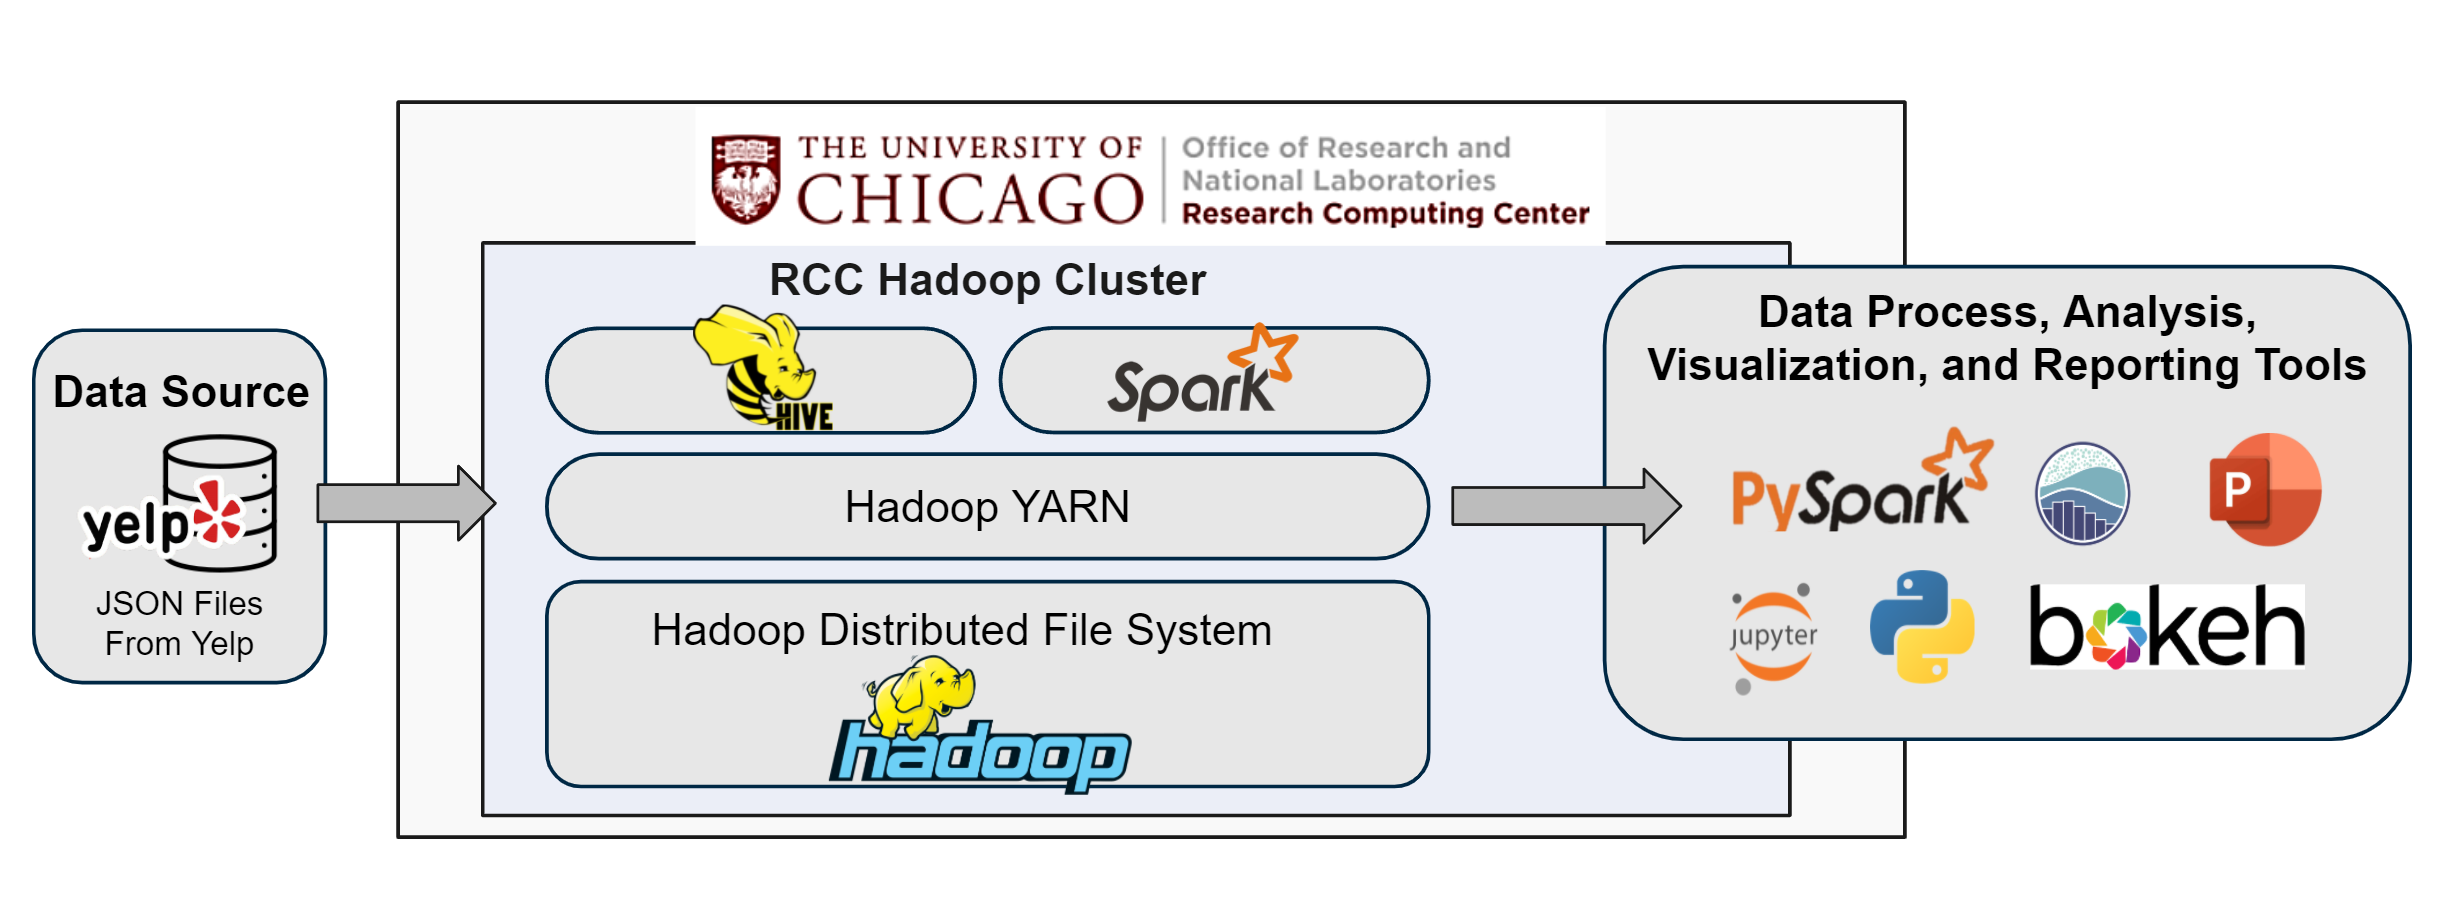 THE UNIVERSITY OF
CHICAGO
Office of Research and
National Laboratories
Research Computing Center
RCC Hadoop Cluster
Data Source
yelp
JSON Files
From Yelp
HIVE
Spark
Hadoop YARN
Hadoop Distributed File System
hadoop
Data Process, Analysis,
Visualization, and Reporting Tools
PySpark
P
jupyter
bokeh